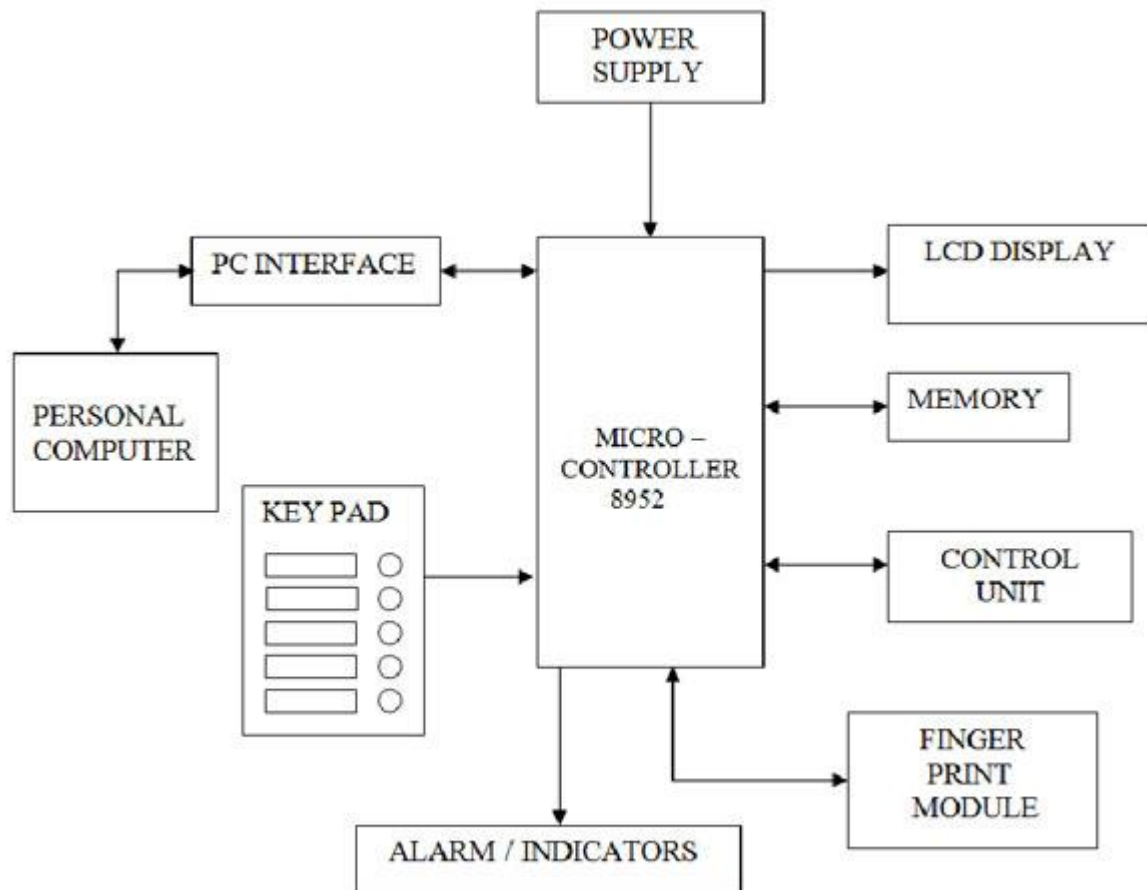 POWER
SUPPLY
PC INTERFACE
LCD DISPLAY
PERSONAL
COMPUTER
MEMORY
MICRO –
CONTROLLER
8952
KEY PAD
CONTROL
UNIT
FINGER
PRINT
MODULE
ALARM / INDICATORS